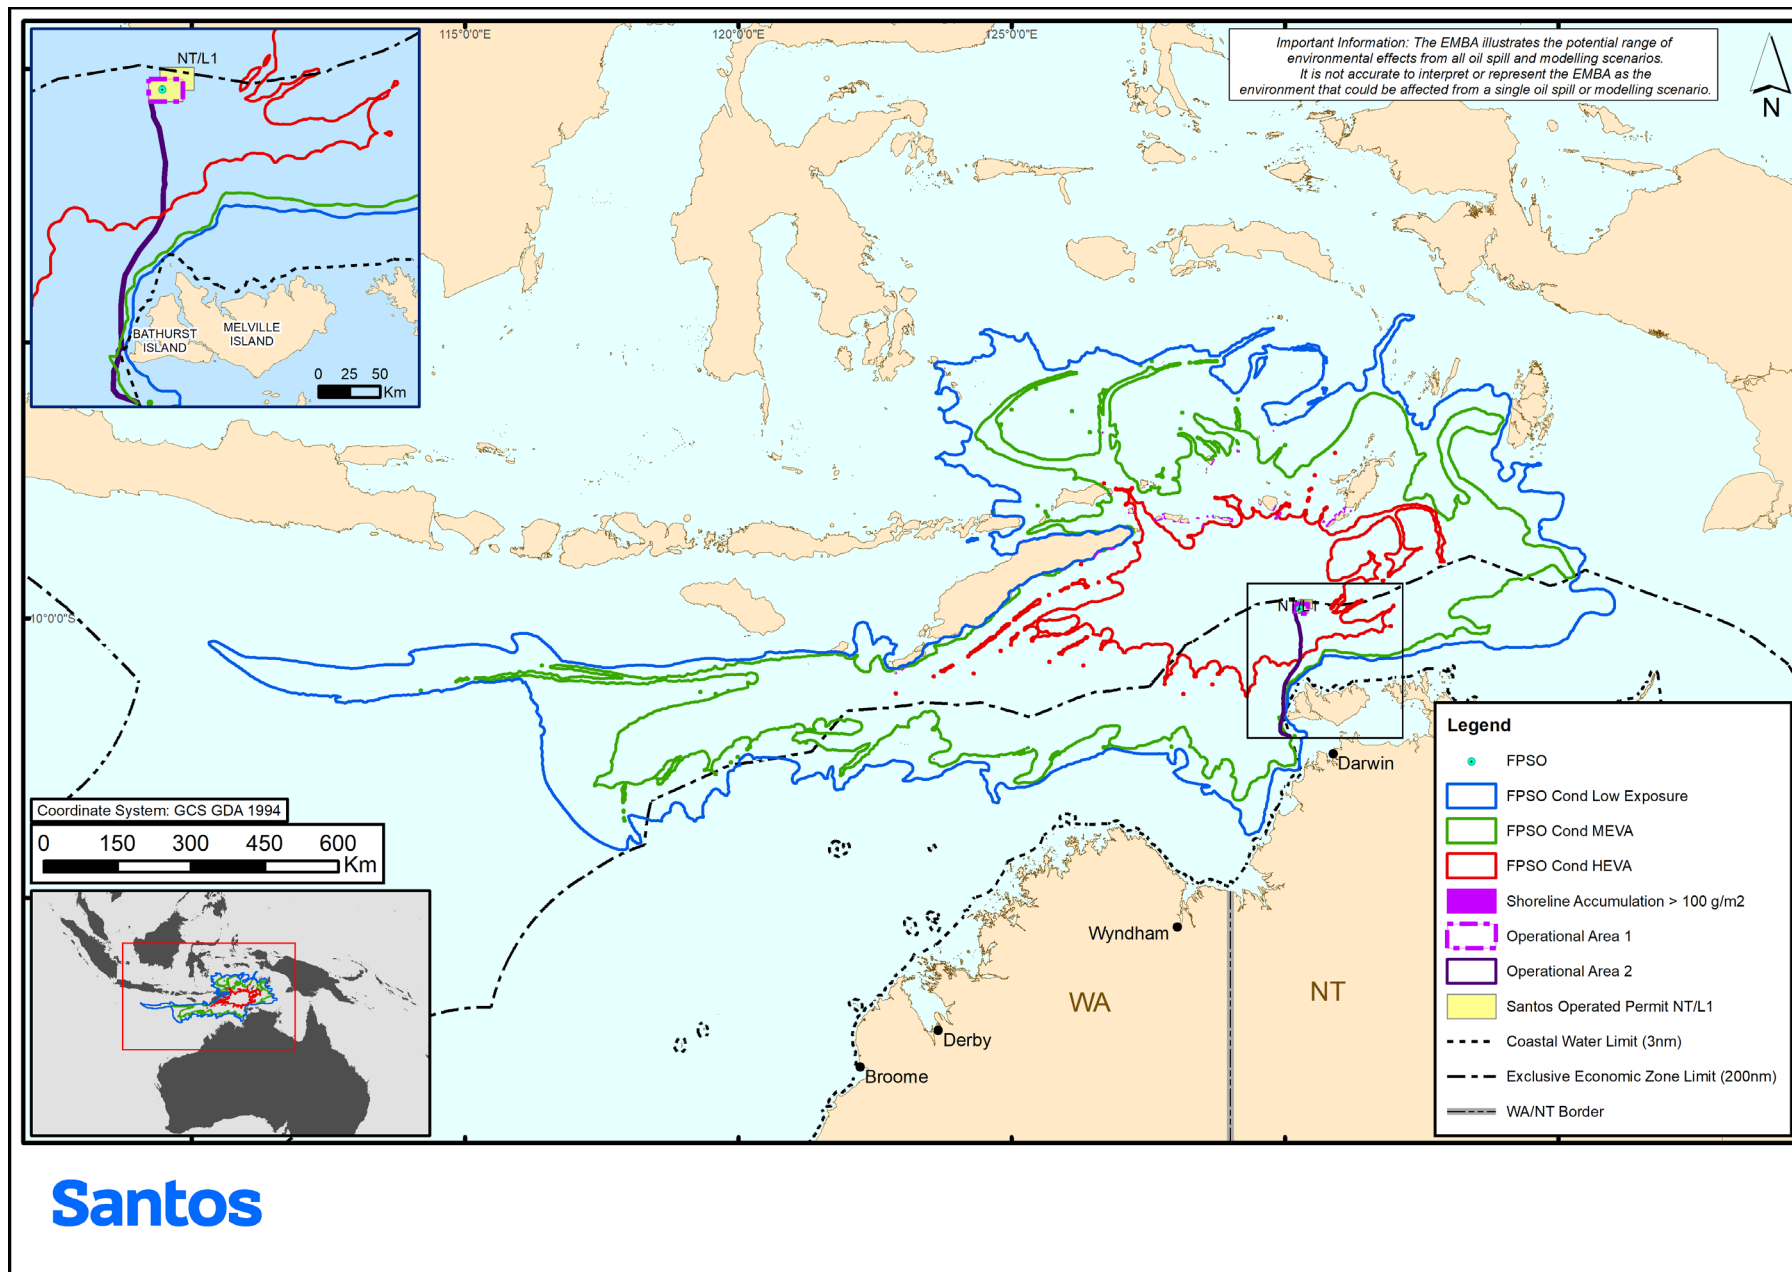 115°0'0"E
120°0'0"E
125°0'0"E
Important Information: The EMBA illustrates the potential range of
environmental effects from all oil spill and modelling scenarios.
It is not accurate to interpret or represent the EMBA as the
environment that could be affected from a single oil spill or modelling scenario.
N
NT/L1
BATHURST
ISLAND
MELVILLE
ISLAND
0 25 50
Km
10°0'0"S
NT/L1
Darwin
Wyndham
Derby
Broome
WA
NT
Coordinate System: GCS GDA 1994
0 150 300 450 600
Km
Legend
FPSO
FPSO Cond Low Exposure
FPSO Cond MEVA
FPSO Cond HEVA
Shoreline Accumulation > 100 g/m2
Operational Area 1
Operational Area 2
Santos Operated Permit NT/L1
Coastal Water Limit (3nm)
Exclusive Economic Zone Limit (200nm)
WA/NT Border
Santos